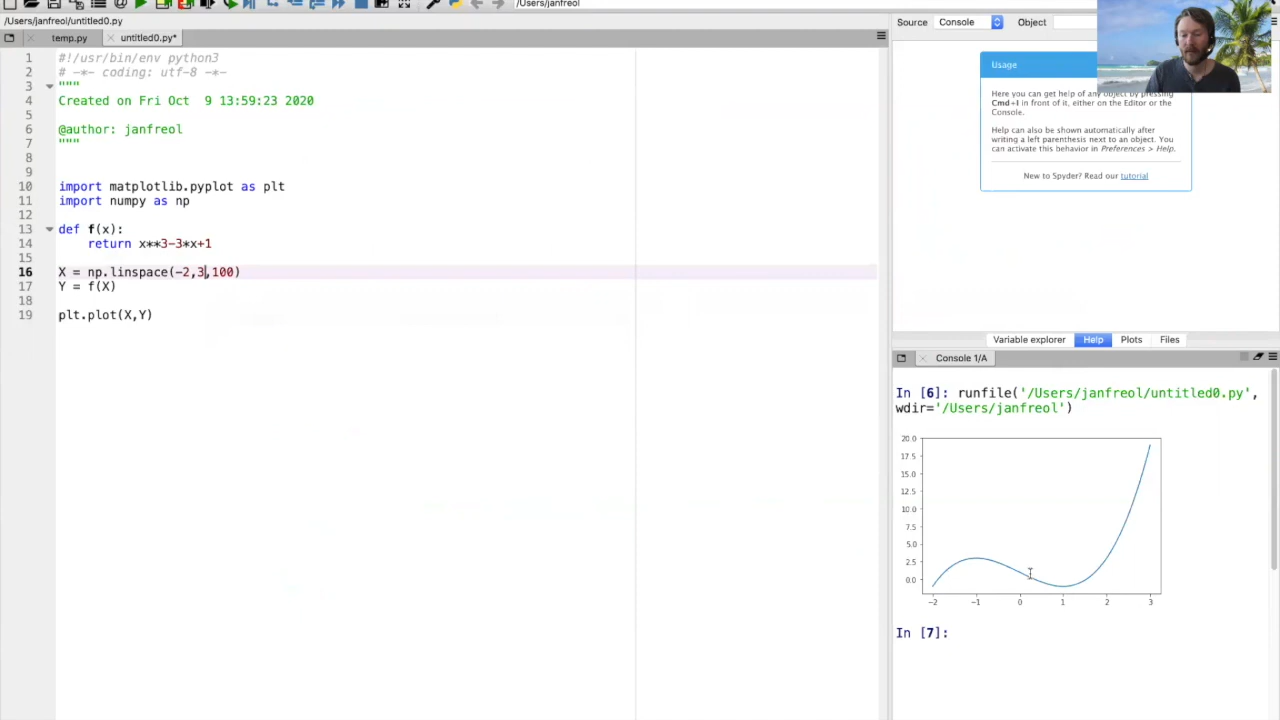 /Users/janfreol
/Users/janfreol/untitled0.py
temp.py
untitled0.py*
1 #!/usr/bin/env python3
2 # -*- coding: utf-8 -*-
3 """
4 Created on Fri Oct  9 13:59:23 2020
5
6 @author: janfreol
7 """
8
9
10 import matplotlib.pyplot as plt
11 import numpy as np
12
13 def f(x):
14     return x**3-3*x+1
15
16 X = np.linspace(-2,3,100)
17 Y = f(X)
18
19 plt.plot(X,Y)
Source Console Object
Usage
Here you can get help of any object by pressing
Cmd+I in front of it, either on the Editor or the
Console.
Help can also be shown automatically after
writing a left parenthesis next to an object. You
can activate this behavior in Preferences > Help.
New to Spyder? Read our tutorial
Variable explorer Help Plots Files
Console 1/A
In [6]: runfile('/Users/janfreol/untitled0.py',
wdir='/Users/janfreol')
20.0
17.5
15.0
12.5
10.0
7.5
5.0
2.5
0.0
−2 −1 0 1 2 3
In [7]: